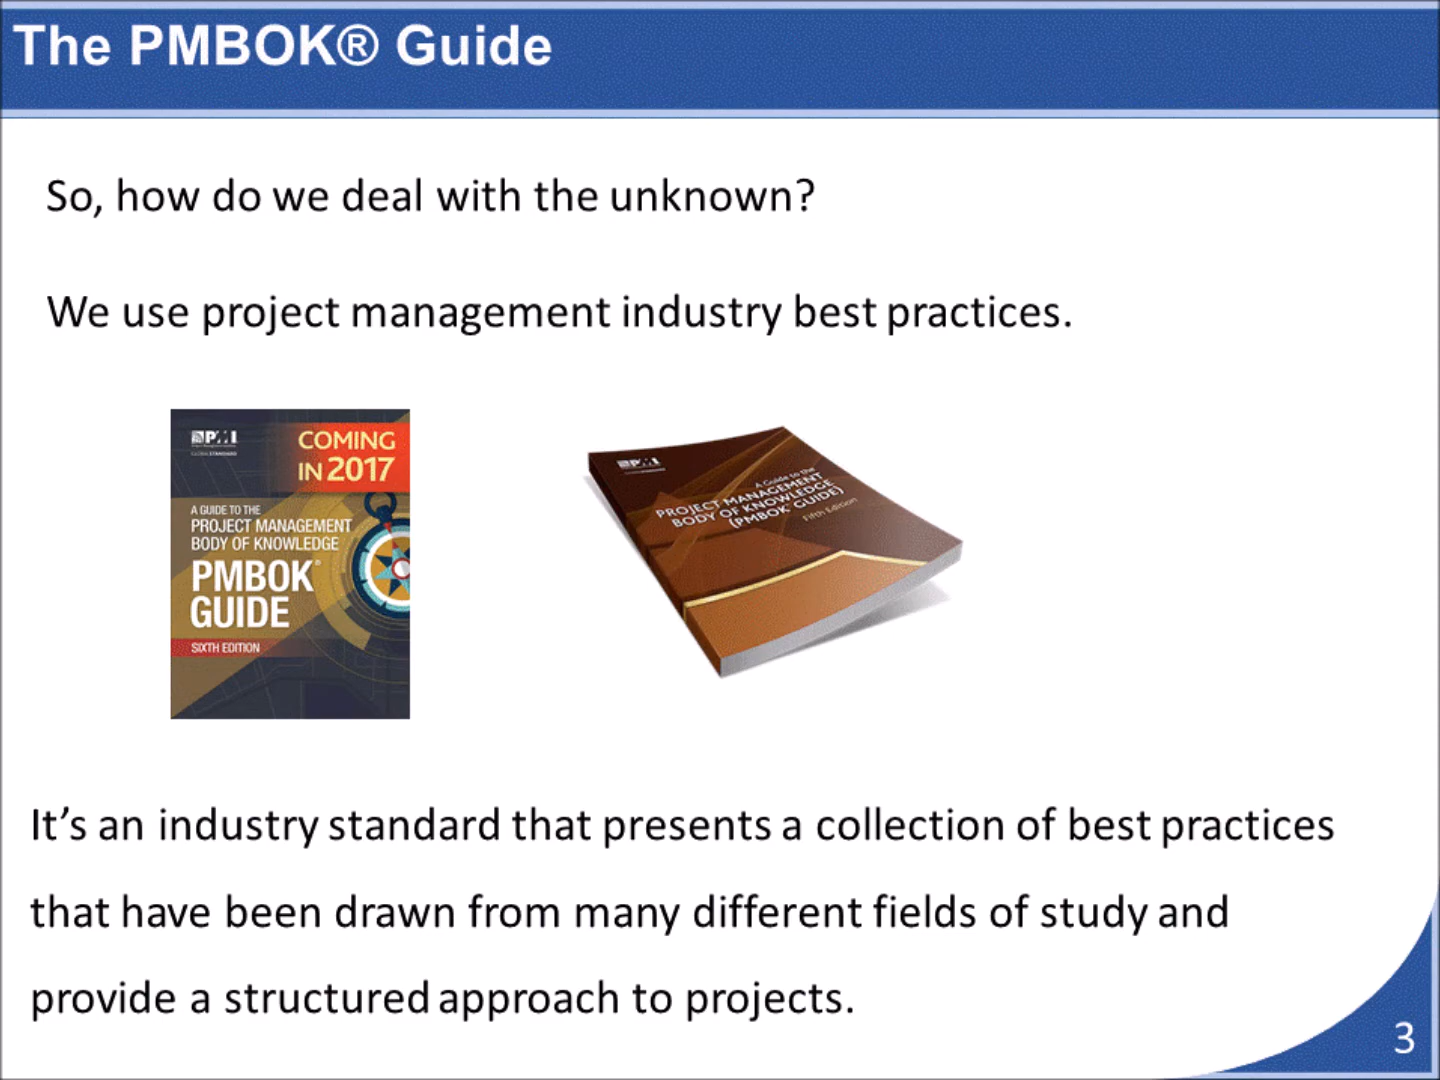 The PMBOK® Guide
So, how do we deal with the unknown?
We use project management industry best practices.
PMI
COMING
IN 2017
A GUIDE TO THE
PROJECT MANAGEMENT
BODY OF KNOWLEDGE
PMBOK®
GUIDE
SIXTH EDITION
PMI
A Guide to the
PROJECT MANAGEMENT
BODY OF KNOWLEDGE
(PMBOK® GUIDE)
Fifth Edition
It’s an industry standard that presents a collection of best practices
that have been drawn from many different fields of study and
provide a structured approach to projects.
3